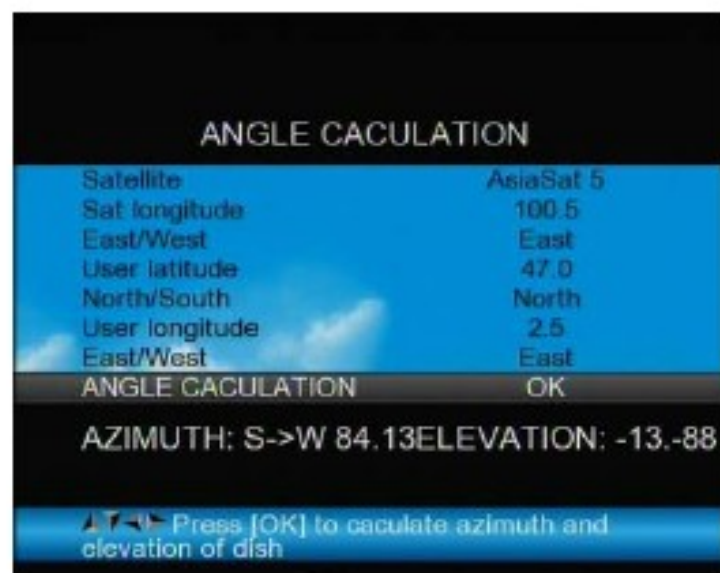 ANGLE CACULATION
Satellite AsiaSat 5
Sat longitude 100.5
East/West East
User latitude 47.0
North/South North
User longitude 2.5
East/West East
ANGLE CACULATION OK
AZIMUTH: S->W 84.13ELEVATION: -13.-88
Press [OK] to caculate azimuth and
elevation of dish